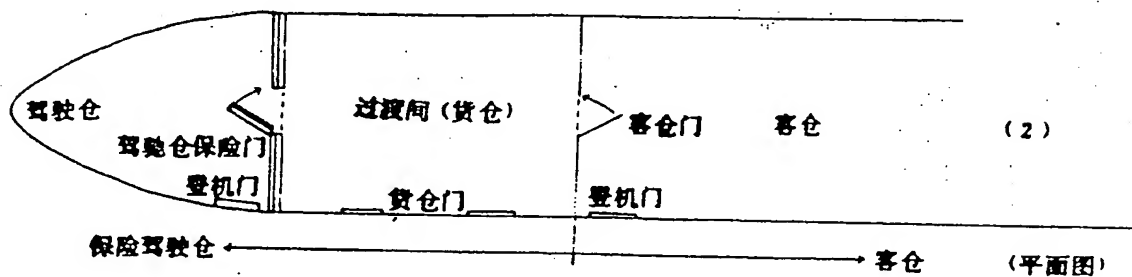 驾驶仓
过渡间（货仓）
客仓门
客仓
（2）
驾驰仓保险门
登机门
货仓门
登机门
保险驾驶仓
客仓
（平面图）